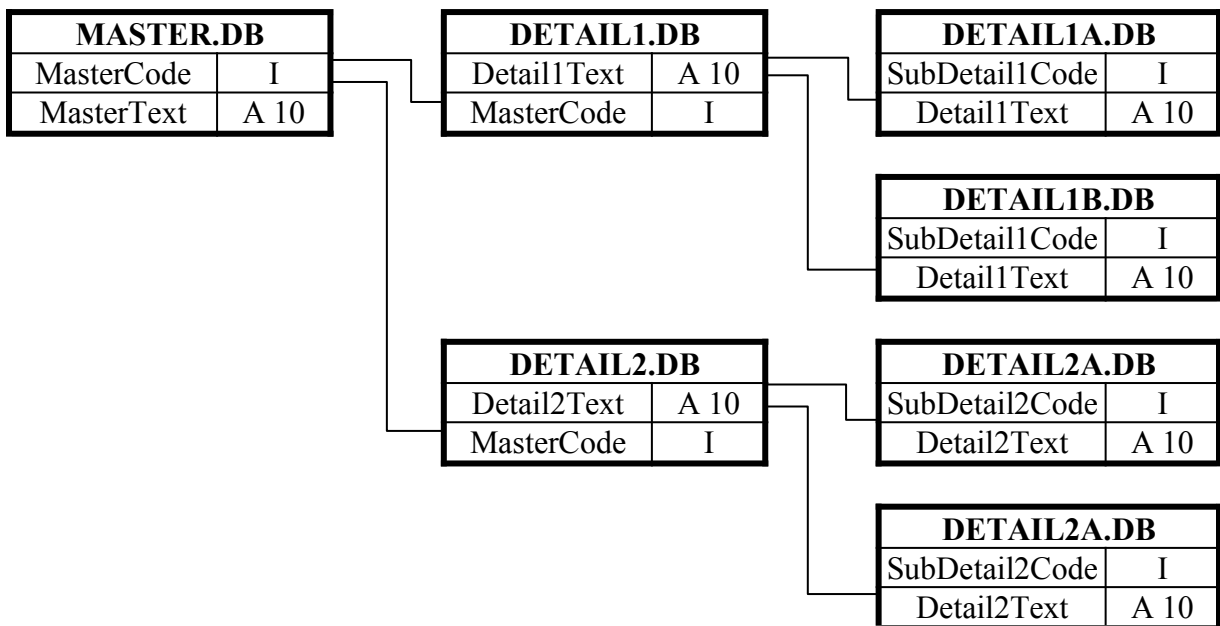 MASTER.DB
MasterCode I
MasterText A 10
DETAIL1.DB
Detail1Text A 10
MasterCode I
DETAIL1A.DB
SubDetail1Code I
Detail1Text A 10
DETAIL1B.DB
SubDetail1Code I
Detail1Text A 10
DETAIL2.DB
Detail2Text A 10
MasterCode I
DETAIL2A.DB
SubDetail2Code I
Detail2Text A 10
DETAIL2A.DB
SubDetail2Code I
Detail2Text A 10